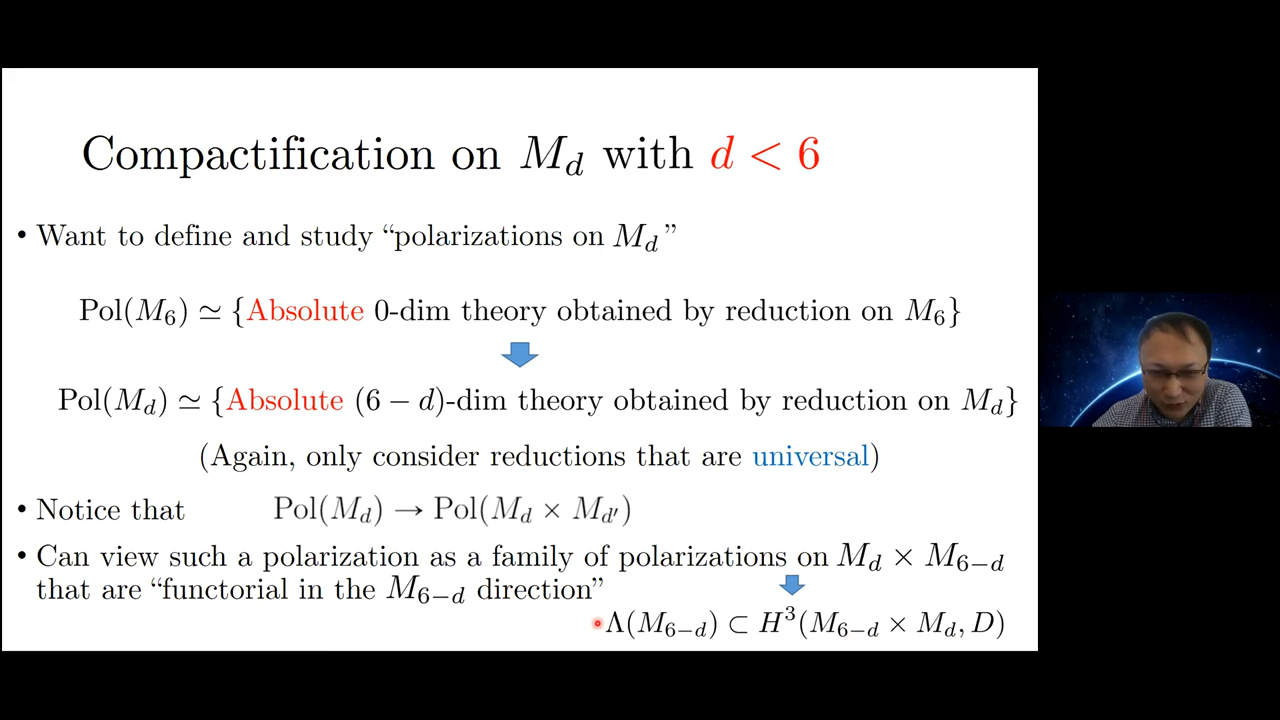 Compactification on M_d with d < 6
• Want to define and study “polarizations on M_d”
Pol(M_6) ≃ {Absolute 0-dim theory obtained by reduction on M_6}
Pol(M_d) ≃ {Absolute (6 − d)-dim theory obtained by reduction on M_d}
(Again, only consider reductions that are universal)
• Notice that Pol(M_d) → Pol(M_d × M_{d′})
• Can view such a polarization as a family of polarizations on M_d × M_{6−d}
that are “functorial in the M_{6−d} direction”
Λ(M_{6−d}) ⊂ H^3(M_{6−d} × M_d, D)